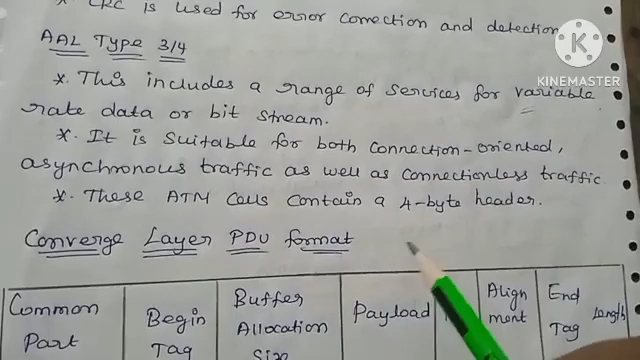 * CRC is used for error correction and detection
AAL Type 3/4
*. This includes a range of services for variable
rate data or bit stream.
*. It is suitable for both connection-oriented,
asynchronous traffic as well as connectionless traffic.
*. These ATM cells contain a 4-byte header.
Converge Layer PDU format
Common Part
Begin Tag
Buffer Allocation Size
Payload
Alignment
End Tag
Length
KINEMASTER